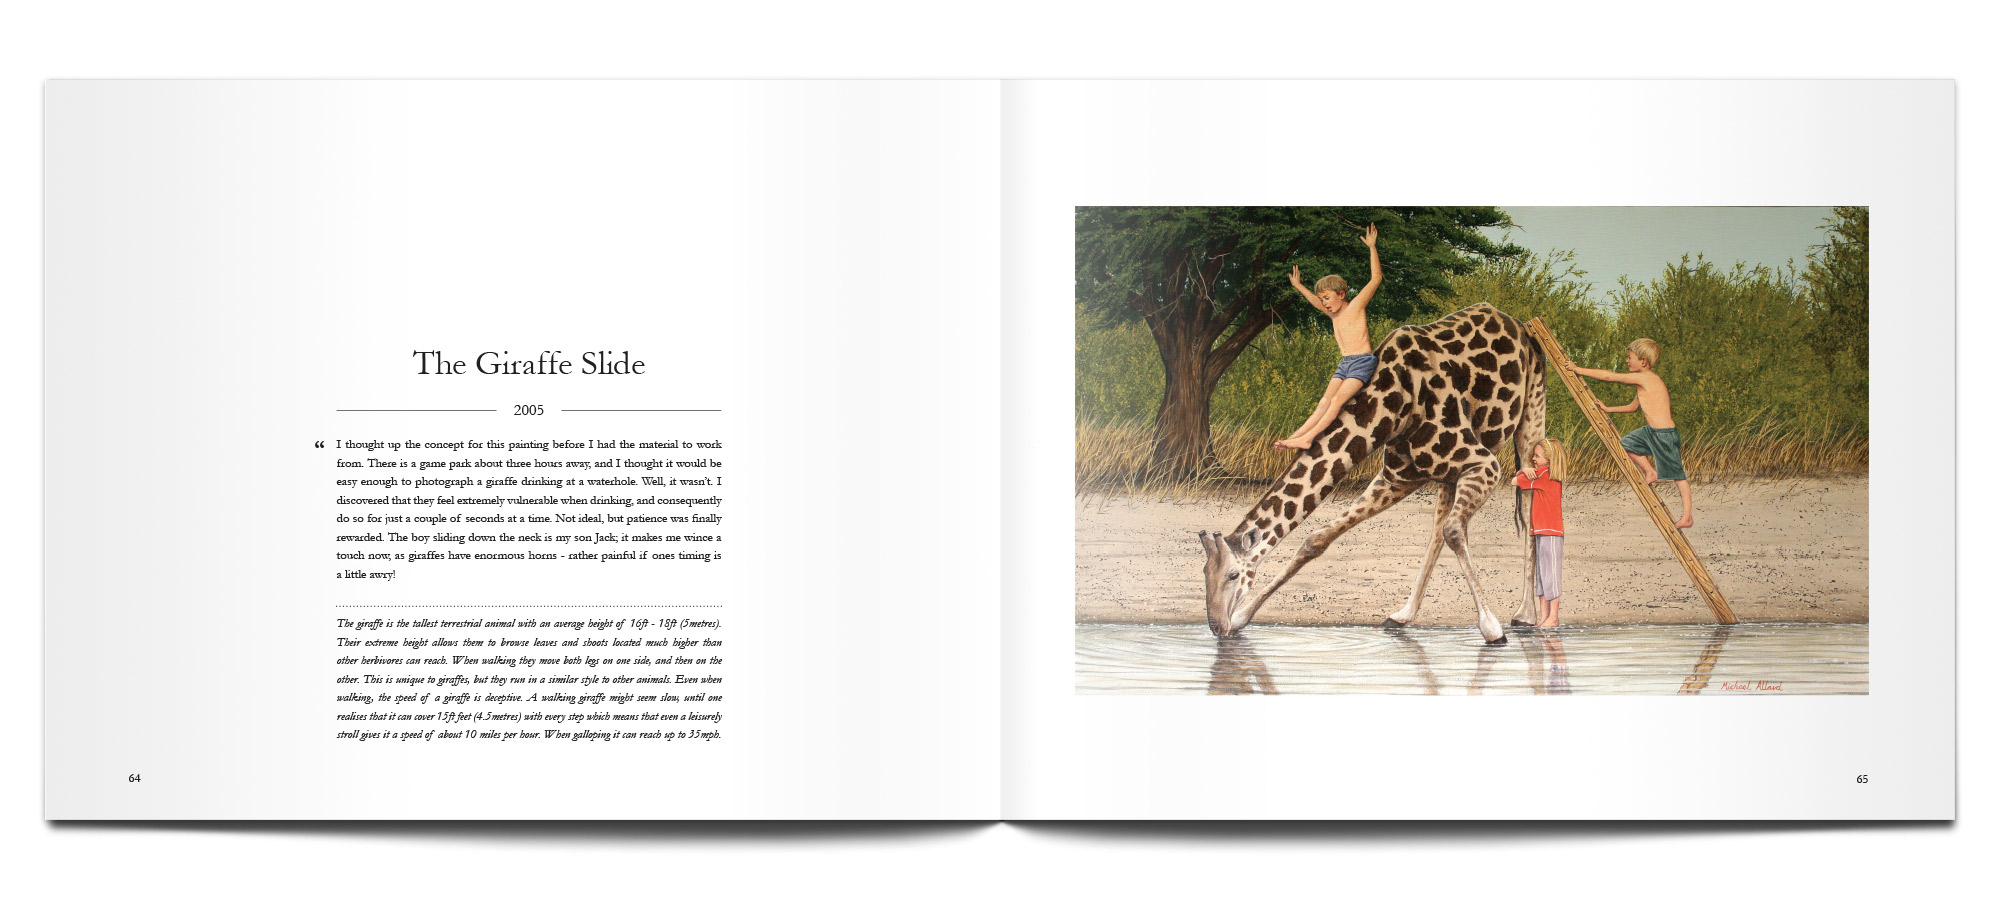 The Giraffe Slide
2005
“ I thought up the concept for this painting before I had the material to work
from. There is a game park about three hours away, and I thought it would be
easy enough to photograph a giraffe drinking at a waterhole. Well, it wasn't. I
discovered that they feel extremely vulnerable when drinking, and consequently
do so for just a couple of seconds at a time. Not ideal, but patience was finally
rewarded. The boy sliding down the neck is my son Jack; it makes me wince a
touch now, as giraffes have enormous horns - rather painful if ones timing is
a little awry!
The giraffe is the tallest terrestrial animal with an average height of 16ft - 18ft (5metres).
Their extreme height allows them to browse leaves and shoots located much higher than
other herbivores can reach. When walking they move both legs on one side, and then on the
other. This is unique to giraffes, but they run in a similar style to other animals. Even when
walking, the speed of a giraffe is deceptive. A walking giraffe might seem slow, until one
realises that it can cover 15ft feet (4.5metres) with every step which means that even a leisurely
stroll gives it a speed of about 10 miles per hour. When galloping it can reach up to 35mph.
64
Michael Allard
65